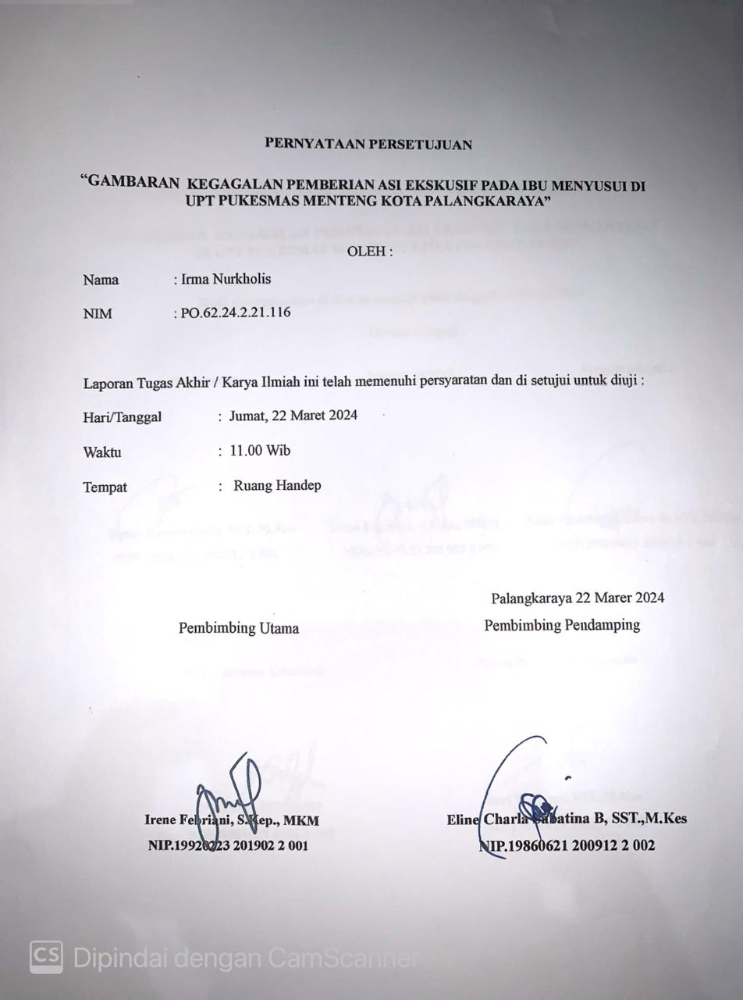 PERNYATAAN PERSETUJUAN
“GAMBARAN KEGAGALAN PEMBERIAN ASI EKSKUSIF PADA IBU MENYUSUI DI
UPT PUKESMAS MENTENG KOTA PALANGKARAYA”
OLEH :
Nama : Irma Nurkholis
NIM : PO.62.24.2.21.116
Laporan Tugas Akhir / Karya Ilmiah ini telah memenuhi persyaratan dan di setujui untuk diuji :
Hari/Tanggal : Jumat, 22 Maret 2024
Waktu : 11.00 Wib
Tempat : Ruang Handep
Palangkaraya 22 Marer 2024
Pembimbing Utama Pembimbing Pendamping
Irene Febriani, S.Kep., MKM Eline Charla Sabatina B, SST.,M.Kes
NIP.19920223 201902 2 001 NIP.19860621 200912 2 002
CS Dipindai dengan CamScanner